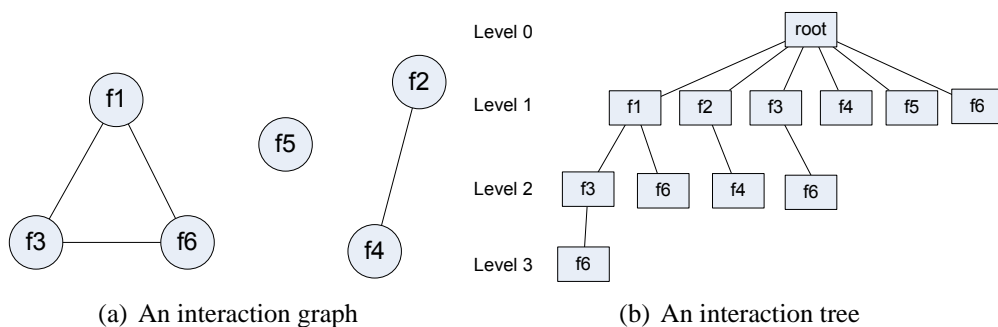 f1
f2
f5
f3
f6
f4
(a) An interaction graph
Level 0
root
Level 1
f1
f2
f3
f4
f5
f6
Level 2
f3
f6
f4
f6
Level 3
f6
(b) An interaction tree